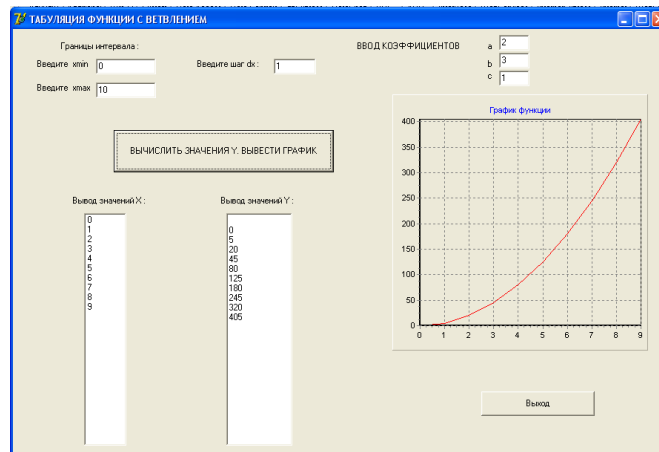 ТАБУЛЯЦИЯ ФУНКЦИИ С ВЕТВЛЕНИЕМ
Границы интервала :
Введите xmin 0
Введите шаг dx : 1
Введите xmax 10
ВВОД КОЭФФИЦИЕНТОВ
a 2
b 3
c 1
ВЫЧИСЛИТЬ ЗНАЧЕНИЯ Y. ВЫВЕСТИ ГРАФИК
Вывод значений X :
0
1
2
3
4
5
6
7
8
9
Вывод значений Y :
0
5
20
45
80
125
180
245
320
405
График функции
400
350
300
250
200
150
100
50
0
0 1 2 3 4 5 6 7 8 9
Выход